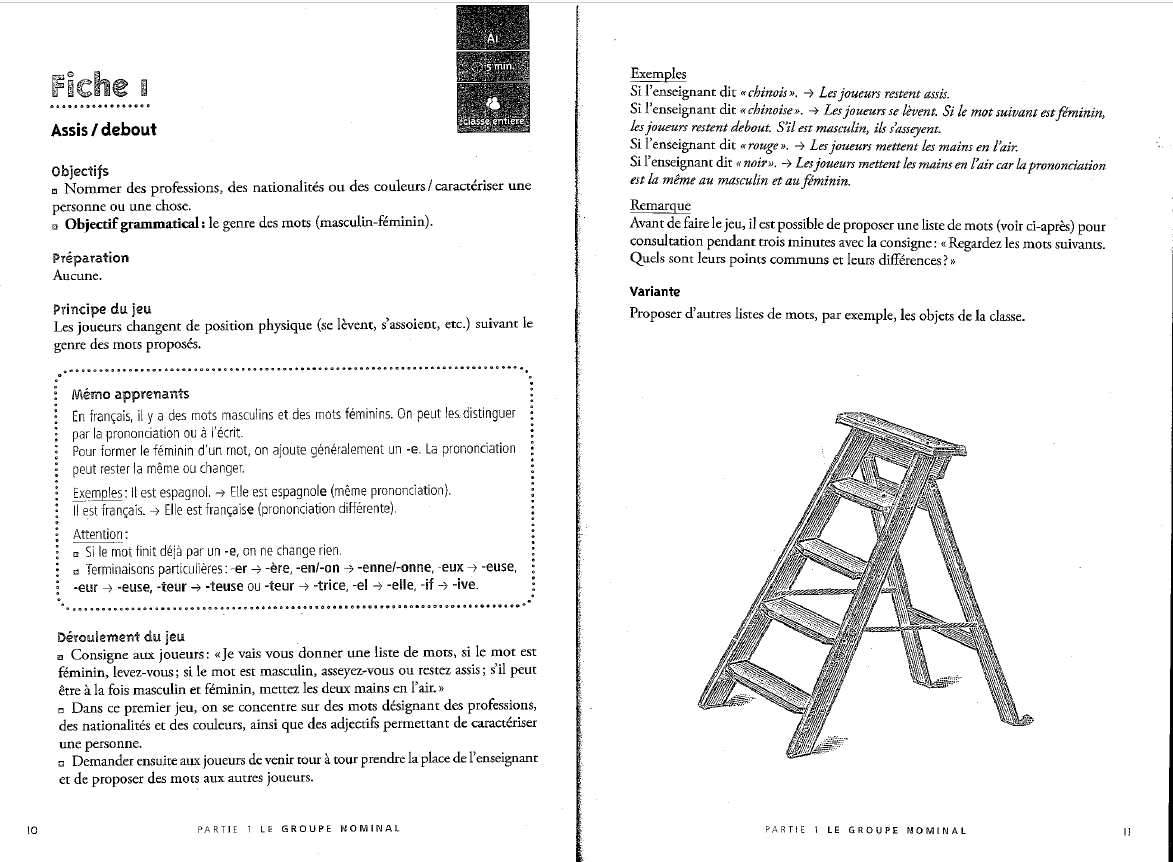 A1
5 min.
classe entière
Fiche 1
Assis / debout
Objectifs
Nommer des professions, des nationalités ou des couleurs / caractériser une
personne ou une chose.
Objectif grammatical : le genre des mots (masculin-féminin).
Préparation
Aucune.
Principe du jeu
Les joueurs changent de position physique (se lèvent, s'assoient, etc.) suivant le
genre des mots proposés.
Mémo apprenants
En français, il y a des mots masculins et des mots féminins. On peut les distinguer
par la prononciation ou à l'écrit.
Pour former le féminin d'un mot, on ajoute généralement un -e. La prononciation
peut rester la même ou changer.
Exemples : Il est espagnol. → Elle est espagnole (même prononciation).
Il est français. → Elle est française (prononciation différente).
Attention :
Si le mot finit déjà par un -e, on ne change rien.
Terminaisons particulières : -er → -ère, -en/-on → -enne/-onne, -eux → -euse,
-eur → -euse, -teur → -teuse ou -teur → -trice, -el → -elle, -if → -ive.
Déroulement du jeu
Consigne aux joueurs : « Je vais vous donner une liste de mots, si le mot est
féminin, levez-vous ; si le mot est masculin, asseyez-vous ou restez assis ; s'il peut
être à la fois masculin et féminin, mettez les deux mains en l'air. »
Dans ce premier jeu, on se concentre sur des mots désignant des professions,
des nationalités et des couleurs, ainsi que des adjectifs permettant de caractériser
une personne.
Demander ensuite aux joueurs de venir tour à tour prendre la place de l'enseignant
et de proposer des mots aux autres joueurs.
10
PARTIE 1 LE GROUPE NOMINAL
Exemples
Si l'enseignant dit « chinois ». → Les joueurs restent assis.
Si l'enseignant dit « chinoise ». → Les joueurs se lèvent. Si le mot suivant est féminin,
les joueurs restent debout. S'il est masculin, ils s'asseyent.
Si l'enseignant dit « rouge ». → Les joueurs mettent les mains en l'air.
Si l'enseignant dit « noir ». → Les joueurs mettent les mains en l'air car la prononciation
est la même au masculin et au féminin.
Remarque
Avant de faire le jeu, il est possible de proposer une liste de mots (voir ci-après) pour
consultation pendant trois minutes avec la consigne : « Regardez les mots suivants.
Quels sont leurs points communs et leurs différences ? »
Variante
Proposer d'autres listes de mots, par exemple, les objets de la classe.
PARTIE 1 LE GROUPE NOMINAL
11